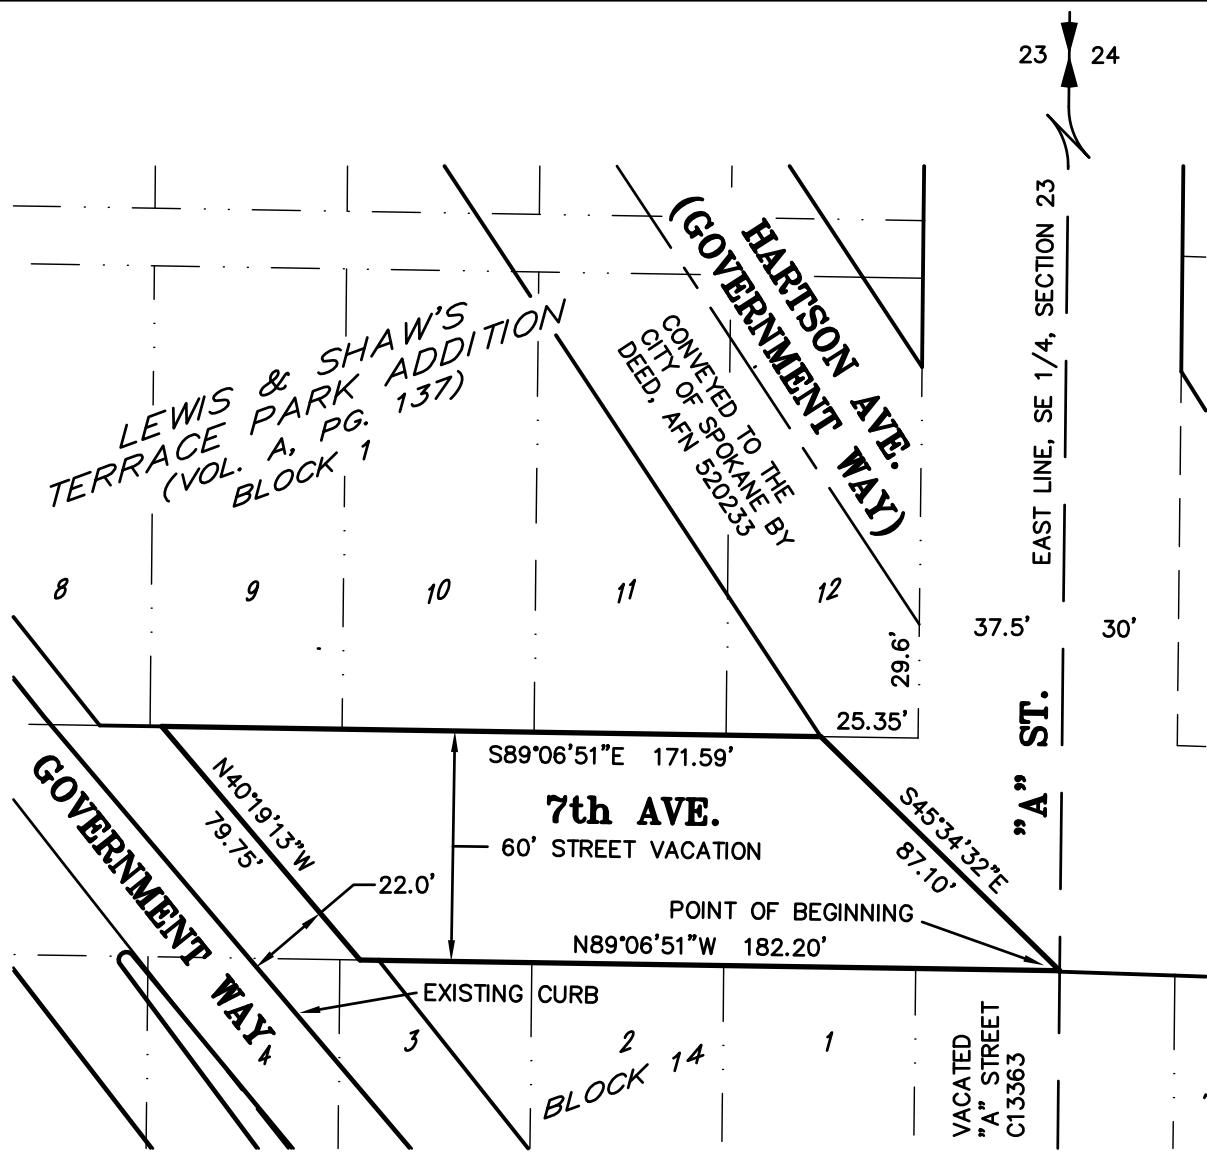 23 24
EAST LINE, SE 1/4, SECTION 23
HARTSON AVE.
(GOVERNMENT WAY)
CONVEYED TO THE
CITY OF SPOKANE BY
DEED, AFN 520233
LEWIS & SHAW'S
TERRACE PARK ADDITION
(VOL. A, PG. 137)
BLOCK 1
8 9 10 11 12
37.5' 30'
29.6'
25.35'
"A" ST.
S89°06'51"E 171.59'
N40°19'13"W
79.75'
7th AVE.
60' STREET VACATION
S45°34'32"E
87.10'
22.0'
POINT OF BEGINNING
N89°06'51"W 182.20'
GOVERNMENT WAY
EXISTING CURB
4 3 2 1
BLOCK 14
VACATED
"A" STREET
C13363